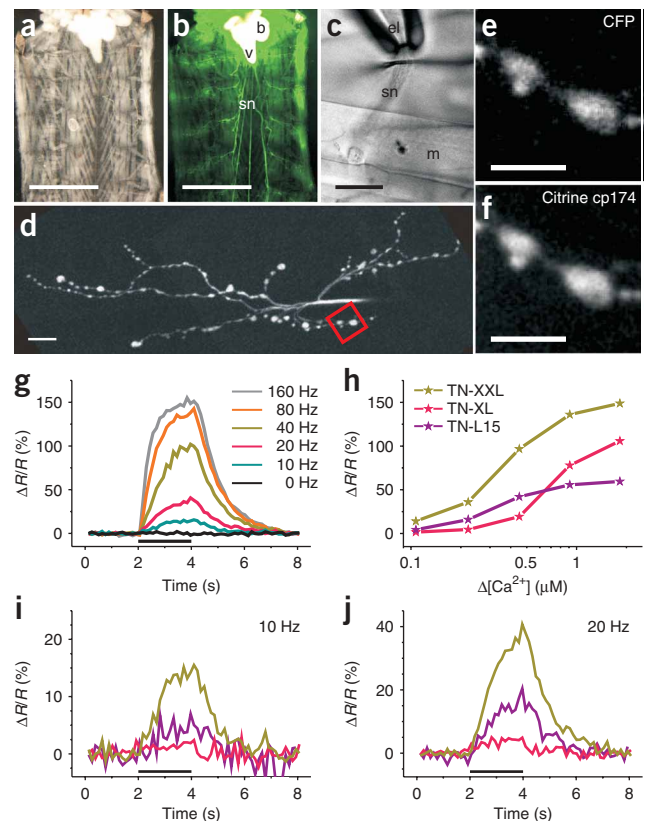 a
b
b
v
sn
c
el
sn
m
e
CFP
f
Citrine cp174
d
g
ΔR/R (%)
150
100
50
0
160 Hz
80 Hz
40 Hz
20 Hz
10 Hz
0 Hz
0 2 4 6 8
Time (s)
h
ΔR/R (%)
150
100
50
0
TN-XXL
TN-XL
TN-L15
0.1 0.5 1
Δ[Ca2+] (μM)
i
10 Hz
ΔR/R (%)
20
10
0
0 2 4 6 8
Time (s)
j
20 Hz
ΔR/R (%)
40
20
0
0 2 4 6 8
Time (s)